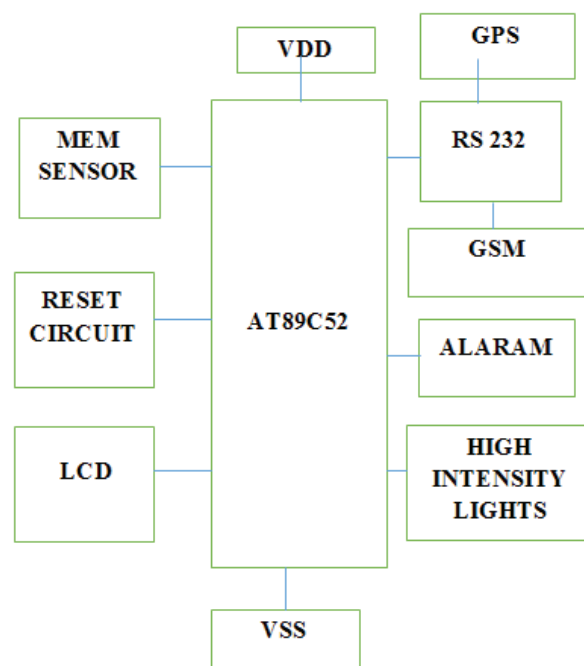 VDD
GPS
MEM
SENSOR
RS 232
GSM
RESET
CIRCUIT
AT89C52
ALARAM
LCD
HIGH
INTENSITY
LIGHTS
VSS